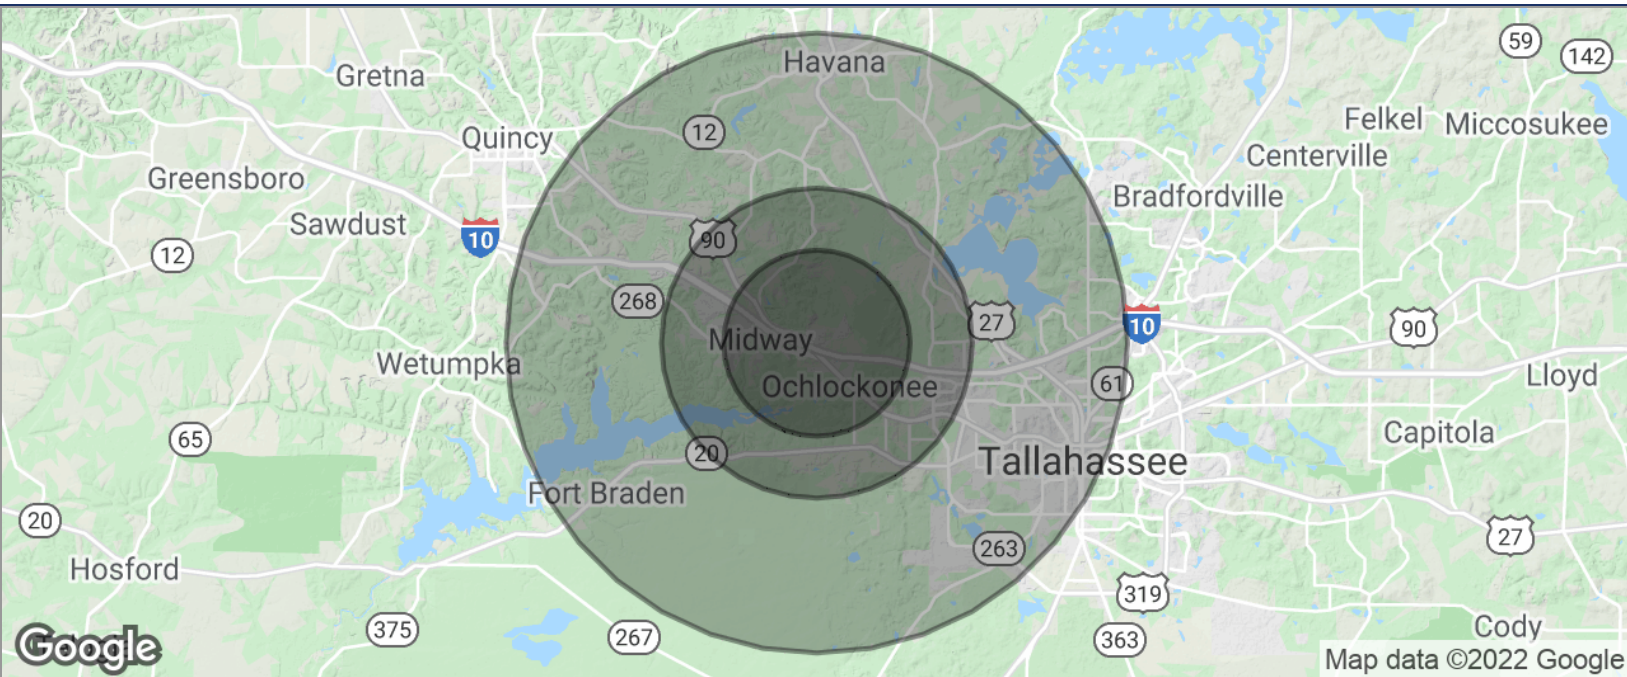 59
142
Havana
Gretna
Felkel
Miccosukee
12
Quincy
Centerville
Greensboro
Bradfordville
Sawdust
10
90
12
268
27
10
90
Midway
Wetumpka
Ochlockonee
61
Lloyd
65
20
Capitola
Tallahassee
Fort Braden
20
27
263
Hosford
319
375
267
363
Cody
Google
Map data ©2022 Google